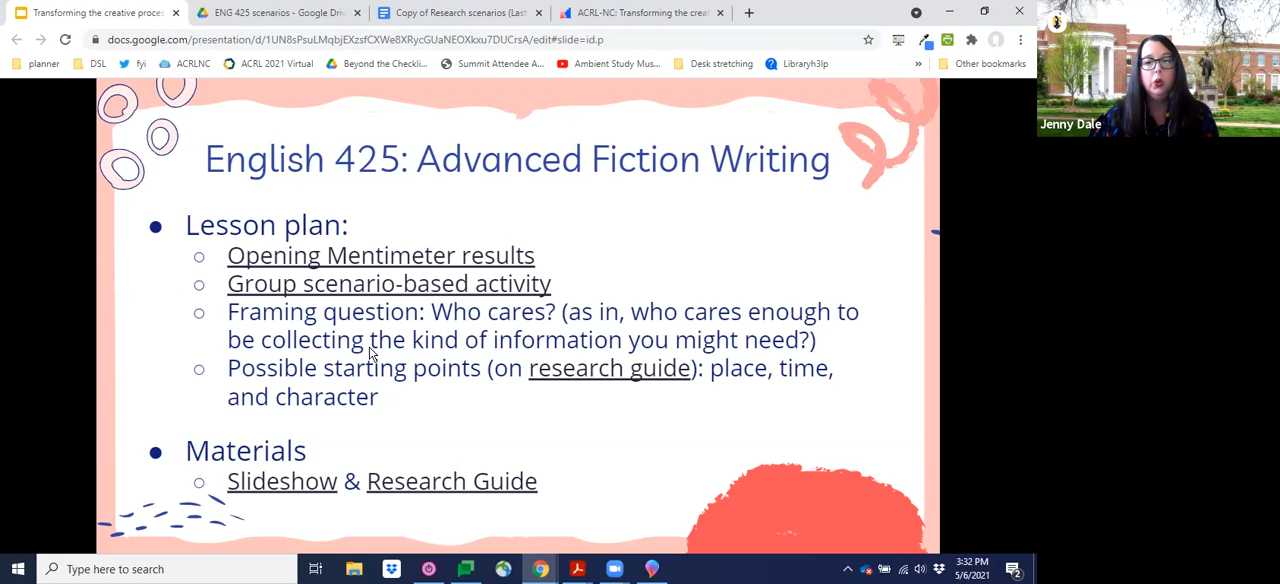 Transforming the creative proces
ENG 425 scenarios - Google Driv
Copy of Research scenarios (Last
ACRL-NC: Transforming the crea
docs.google.com/presentation/d/1UN8sPsuLMqbjEXzsfCXWe8XRycGUaNEOXkxu7DUCrsA/edit#slide=id.p
planner
DSL
fyi
ACRLNC
ACRL 2021 Virtual
Beyond the Checkli...
Summit Attendee A...
Ambient Study Mus...
Desk stretching
Libraryh3lp
»
Other bookmarks
Jenny Dale
English 425: Advanced Fiction Writing
Lesson plan:
Opening Mentimeter results
Group scenario-based activity
Framing question: Who cares? (as in, who cares enough to
be collecting the kind of information you might need?)
Possible starting points (on research guide): place, time,
and character
Materials
Slideshow & Research Guide
Type here to search
3:32 PM
5/6/2021
2